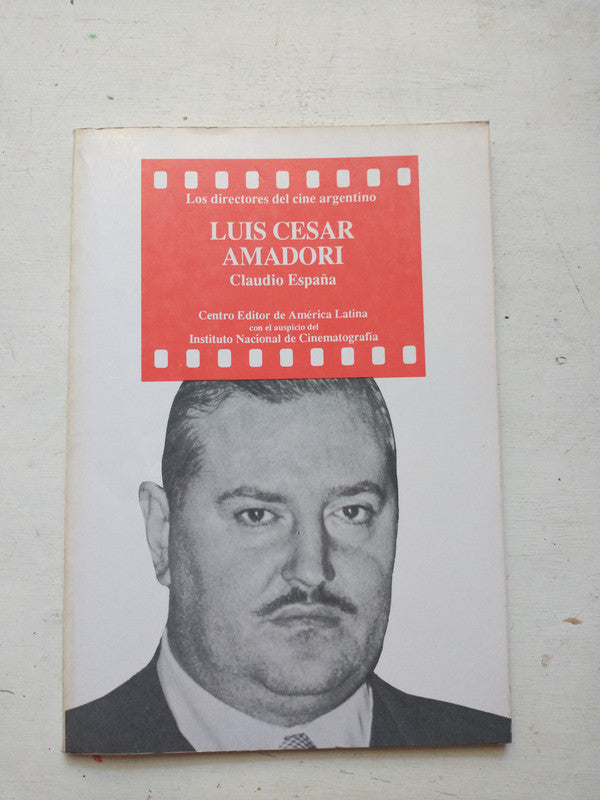 Los directores del cine argentino
LUIS CESAR
AMADORI
Claudio España
Centro Editor de América Latina
con el auspicio del
Instituto Nacional de Cinematografía